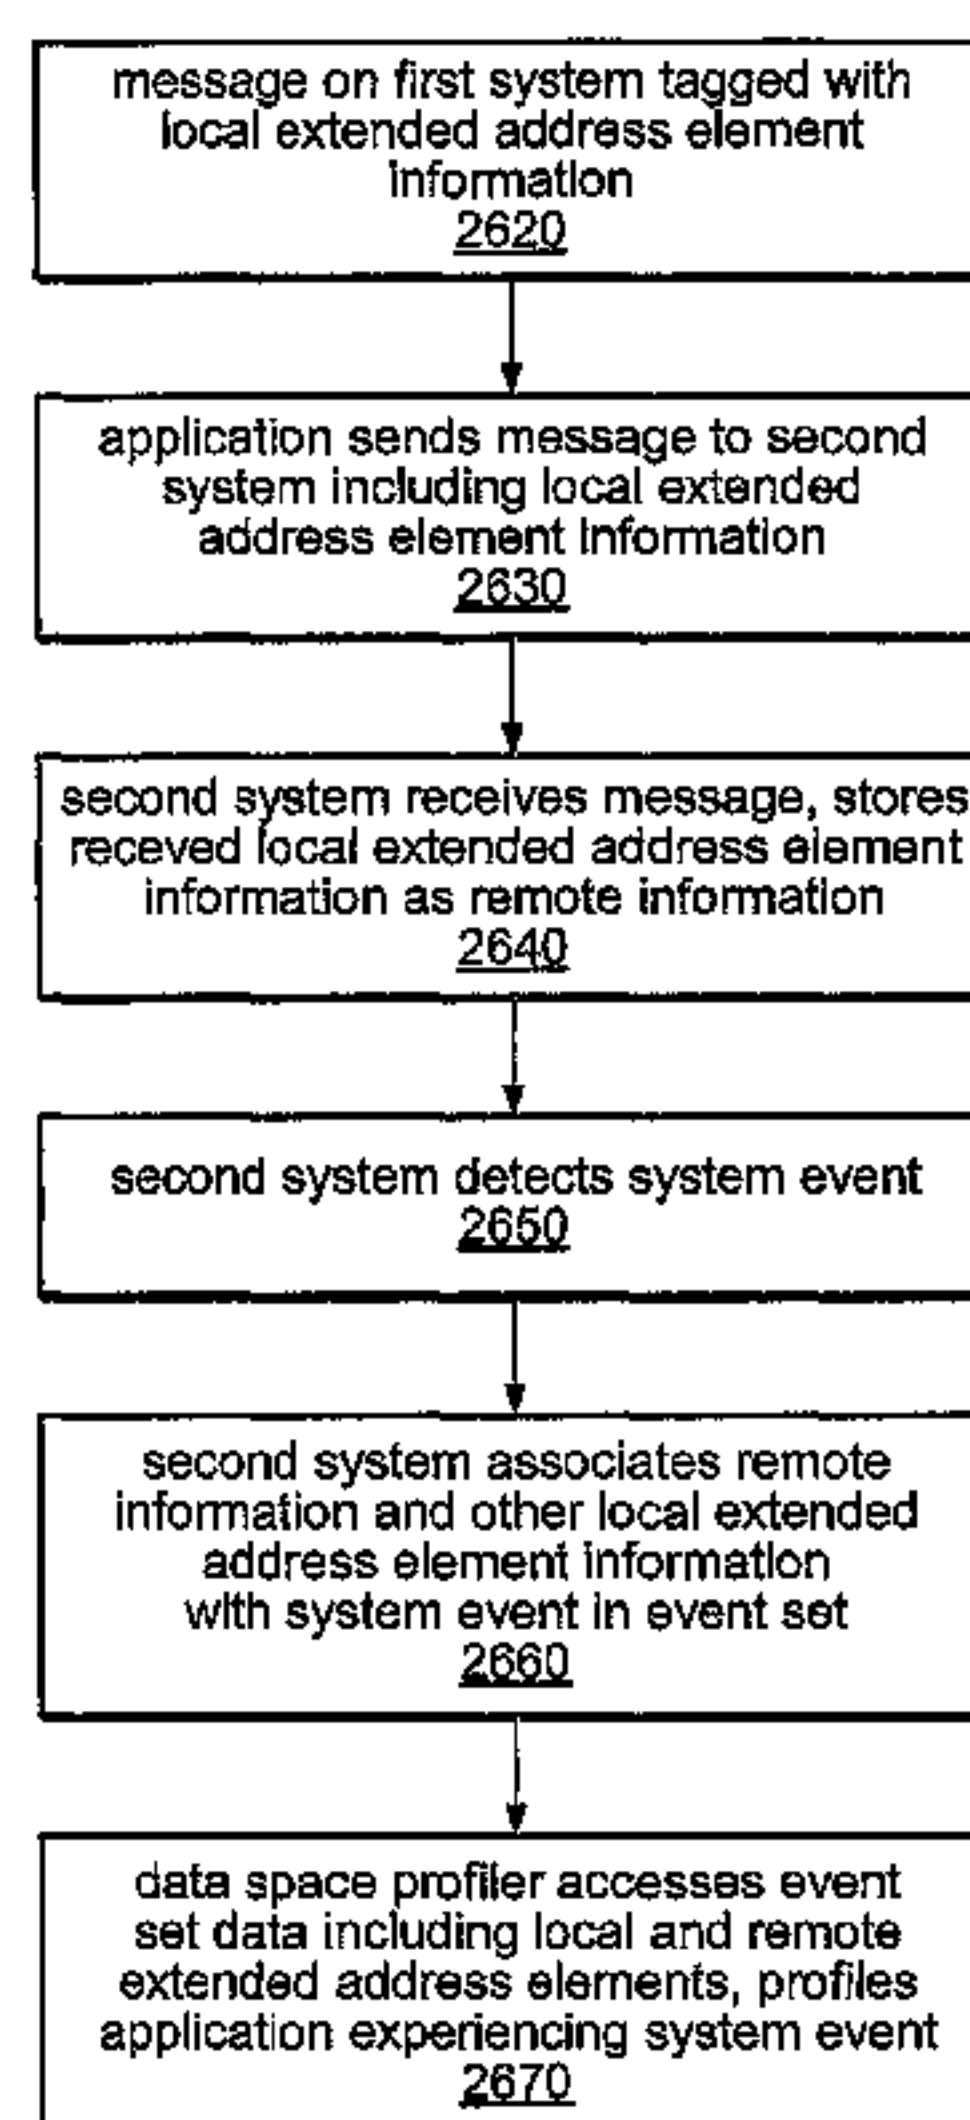 message on first system tagged with
local extended address element
information
2620
application sends message to second
system including local extended
address element information
2630
second system receives message, stores
receved local extended address element
information as remote information
2640
second system detects system event
2650
second system associates remote
information and other local extended
address element information
with system event in event set
2660
data space profiler accesses event
set data including local and remote
extended address elements, profiles
application experiencing system event
2670